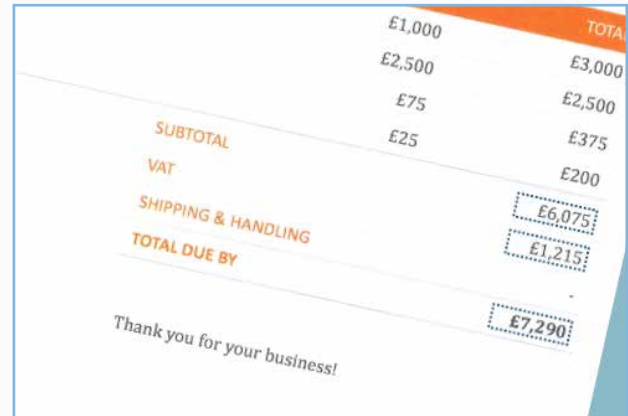 TOTAL
£1,000 £3,000
£2,500 £2,500
£75 £375
£25 £200
SUBTOTAL £6,075
VAT £1,215
SHIPPING & HANDLING -
TOTAL DUE BY £7,290
Thank you for your business!